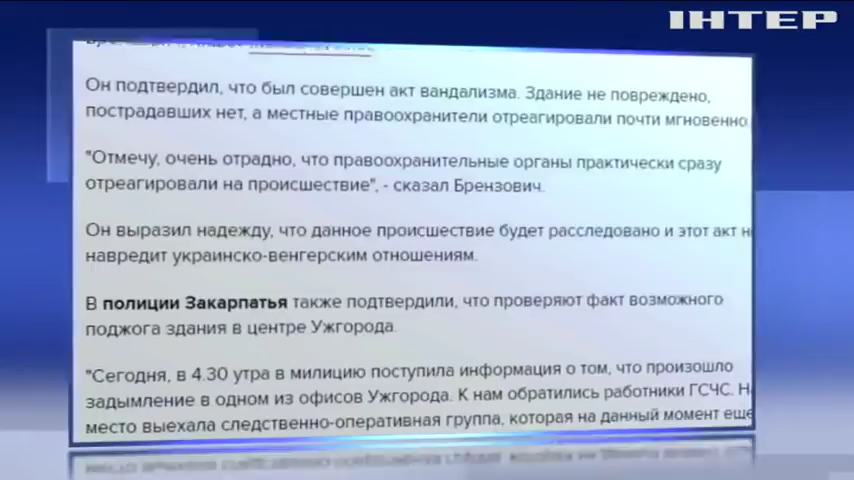 ІНТЕР
Он подтвердил, что был совершен акт вандализма. Здание не повреждено,
пострадавших нет, а местные правоохранители отреагировали почти мгновенно.
"Отмечу, очень отрадно, что правоохранительные органы практически сразу
отреагировали на происшествие", - сказал Брензович.
Он выразил надежду, что данное происшествие будет расследовано и этот акт
навредит украинско-венгерским отношениям.
В полиции Закарпатья также подтвердили, что проверяют факт возможного
поджога здания в центре Ужгорода.
"Сегодня, в 4.30 утра в милицию поступила информация о том, что произошло
задымление в одном из офисов Ужгорода. К нам обратились работники ГСЧС.
место выехала следственно-оперативная группа, которая на данный момент еще